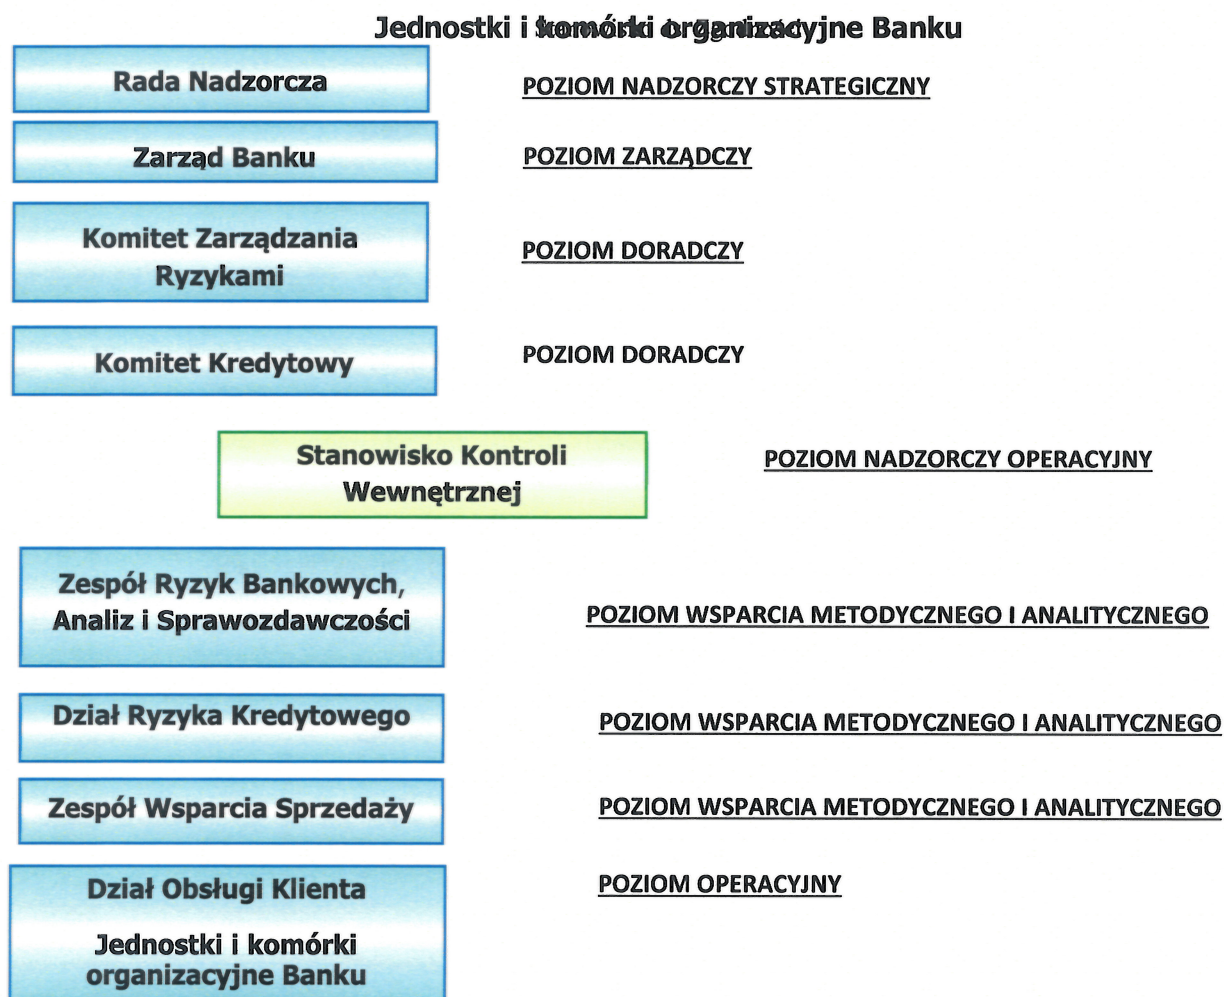 Jednostki i komórki organizacyjne Banku
Rada Nadzorcza
POZIOM NADZORCZY STRATEGICZNY
Zarząd Banku
POZIOM ZARZĄDCZY
Komitet Zarządzania
Ryzykami
POZIOM DORADCZY
Komitet Kredytowy
POZIOM DORADCZY
Stanowisko Kontroli
Wewnętrznej
POZIOM NADZORCZY OPERACYJNY
Zespół Ryzyk Bankowych,
Analiz i Sprawozdawczości
POZIOM WSPARCIA METODYCZNEGO I ANALITYCZNEGO
Dział Ryzyka Kredytowego
POZIOM WSPARCIA METODYCZNEGO I ANALITYCZNEGO
Zespół Wsparcia Sprzedaży
POZIOM WSPARCIA METODYCZNEGO I ANALITYCZNEGO
Dział Obsługi Klienta
POZIOM OPERACYJNY
Jednostki i komórki
organizacyjne Banku